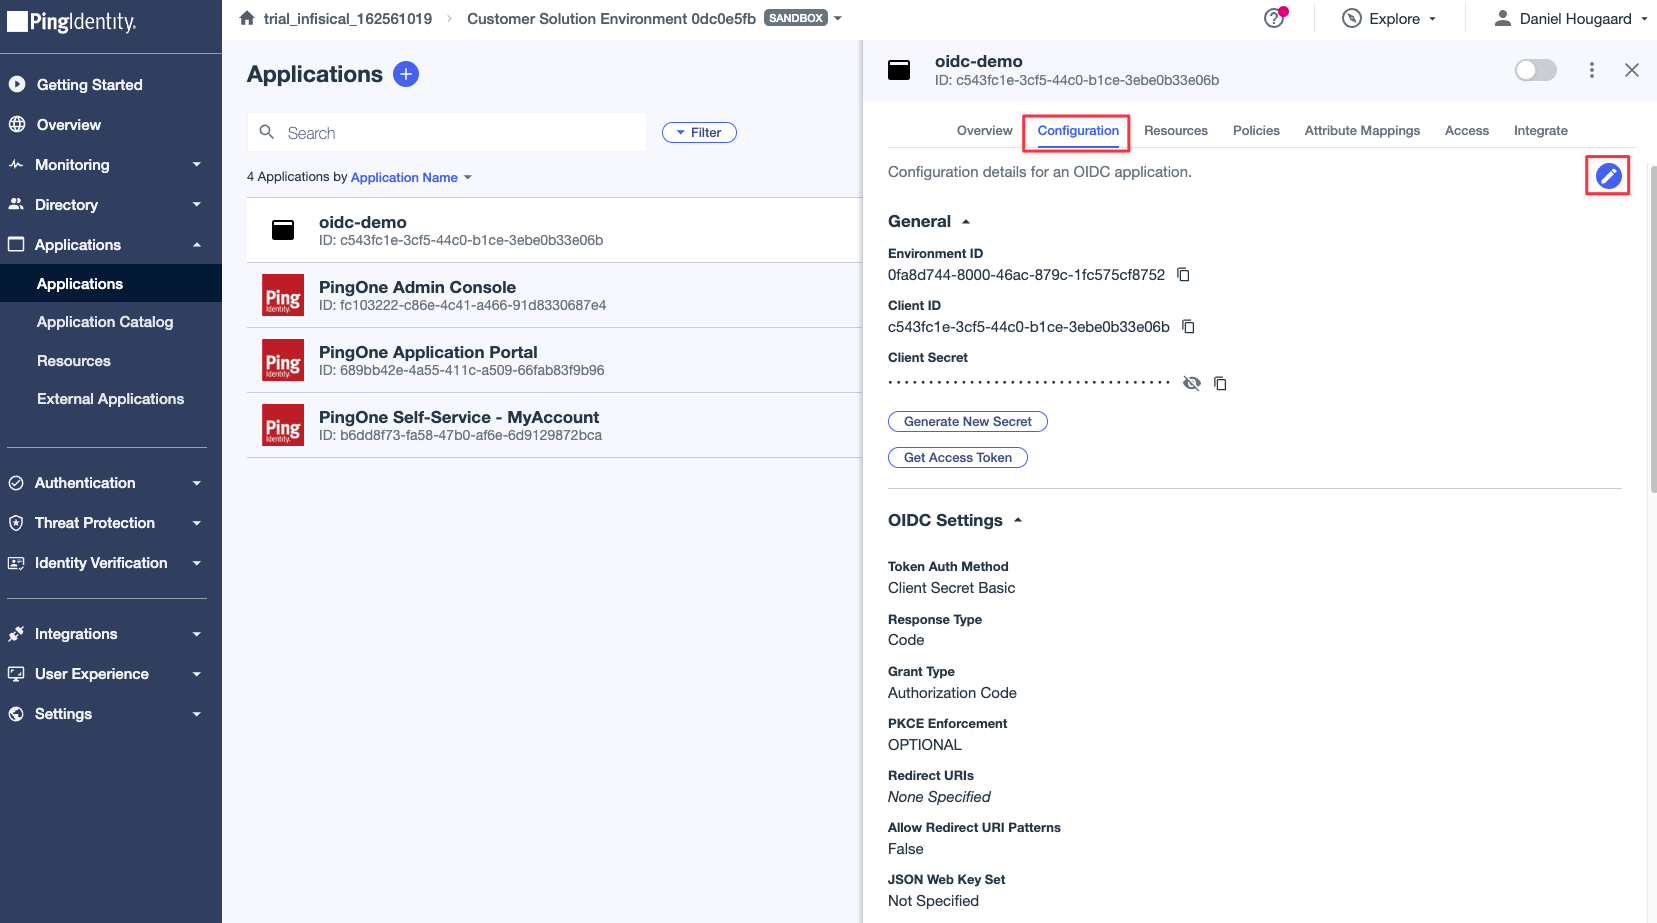 PingIdentity.
trial_infisical_162561019
Customer Solution Environment 0dc0e5fb
SANDBOX
Explore
Daniel Hougaard
Getting Started
Overview
Monitoring
Directory
Applications
Applications
Application Catalog
Resources
External Applications
Authentication
Threat Protection
Identity Verification
Integrations
User Experience
Settings
Applications
Search
Filter
4 Applications by Application Name
oidc-demo
ID: c543fc1e-3cf5-44c0-b1ce-3ebe0b33e06b
Ping
Identity.
PingOne Admin Console
ID: fc103222-c86e-4c41-a466-91d8330687e4
Ping
Identity.
PingOne Application Portal
ID: 689bb42e-4a55-411c-a509-66fab83f9b96
Ping
Identity.
PingOne Self-Service - MyAccount
ID: b6dd8f73-fa58-47b0-af6e-6d9129872bca
oidc-demo
ID: c543fc1e-3cf5-44c0-b1ce-3ebe0b33e06b
Overview
Configuration
Resources
Policies
Attribute Mappings
Access
Integrate
Configuration details for an OIDC application.
General
Environment ID
0fa8d744-8000-46ac-879c-1fc575cf8752
Client ID
c543fc1e-3cf5-44c0-b1ce-3ebe0b33e06b
Client Secret
Generate New Secret
Get Access Token
OIDC Settings
Token Auth Method
Client Secret Basic
Response Type
Code
Grant Type
Authorization Code
PKCE Enforcement
OPTIONAL
Redirect URIs
None Specified
Allow Redirect URI Patterns
False
JSON Web Key Set
Not Specified